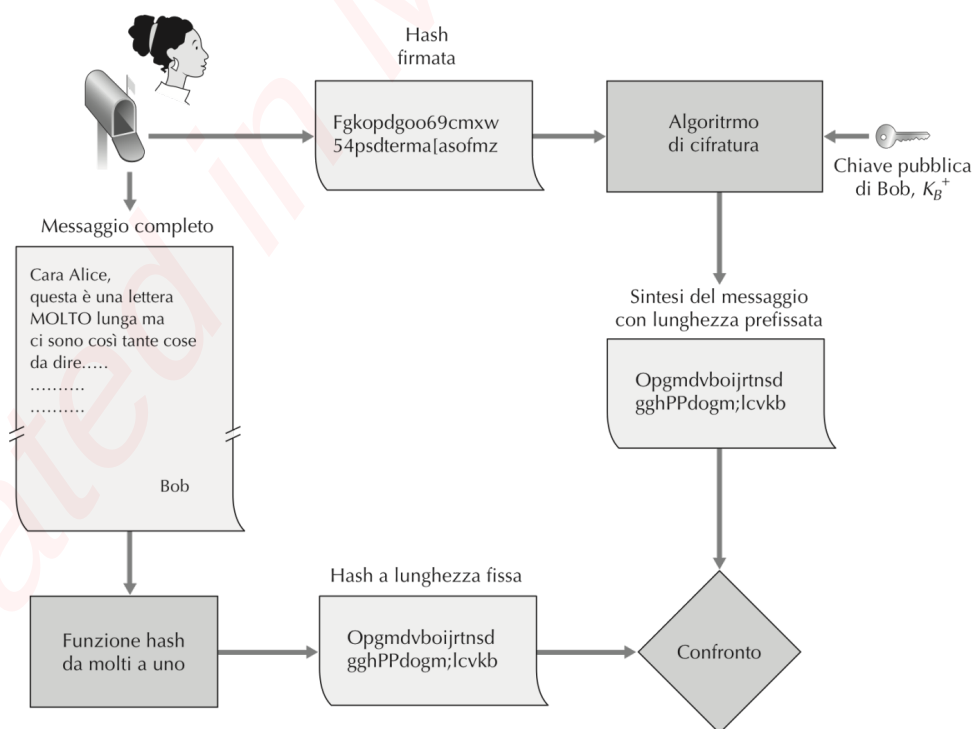 Hash
firmata
Fgkopdgoo69cmxw
54psdterma[asofmz
Algoritrmo
di cifratura
Chiave pubblica
di Bob, K_B^+
Messaggio completo
Cara Alice,
questa è una lettera
MOLTO lunga ma
ci sono così tante cose
da dire.....
..........
..........
Bob
Sintesi del messaggio
con lunghezza prefissata
Opgmdvboijrtnsd
gghPPdogm;lcvkb
Funzione hash
da molti a uno
Hash a lunghezza fissa
Opgmdvboijrtnsd
gghPPdogm;lcvkb
Confronto